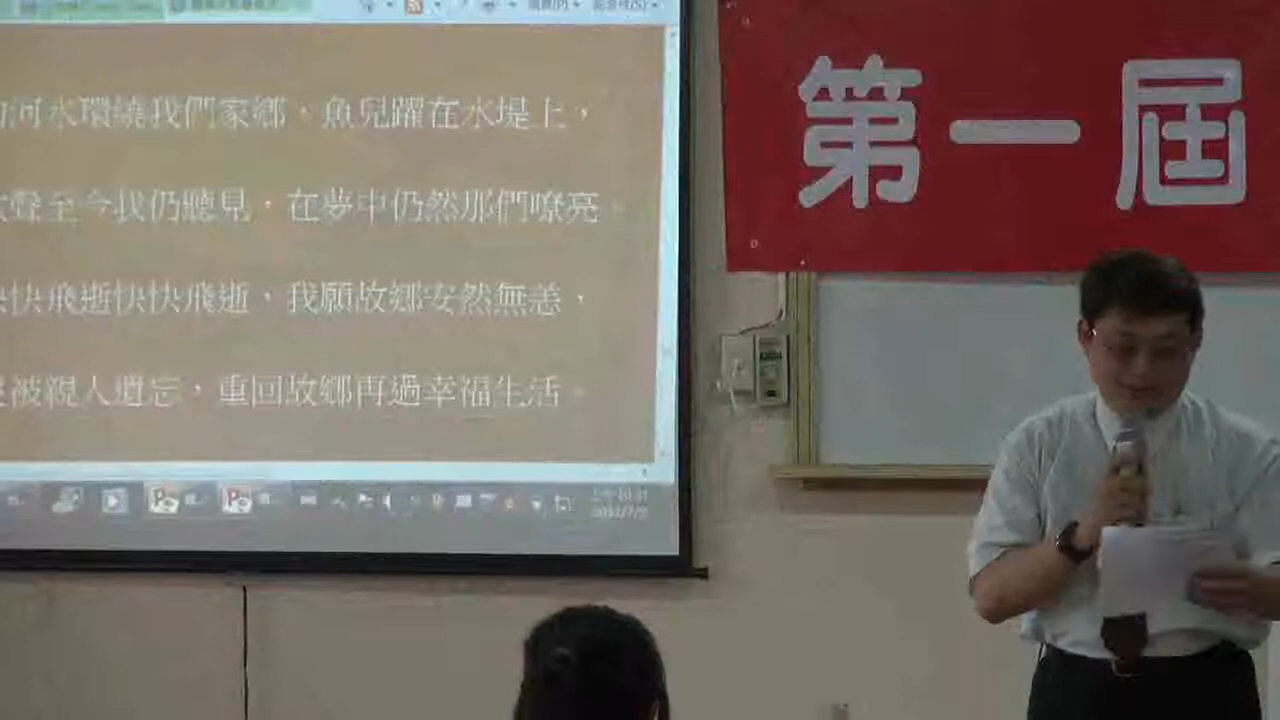 河水環繞我們家鄉，魚兒躍在水堤上，
聲至今我仍聽見，在夢中仍然那們嘹亮。
快飛逝快快飛逝，我願故鄉安然無恙，
被親人遺忘，重回故鄉再過幸福生活。
第一屆